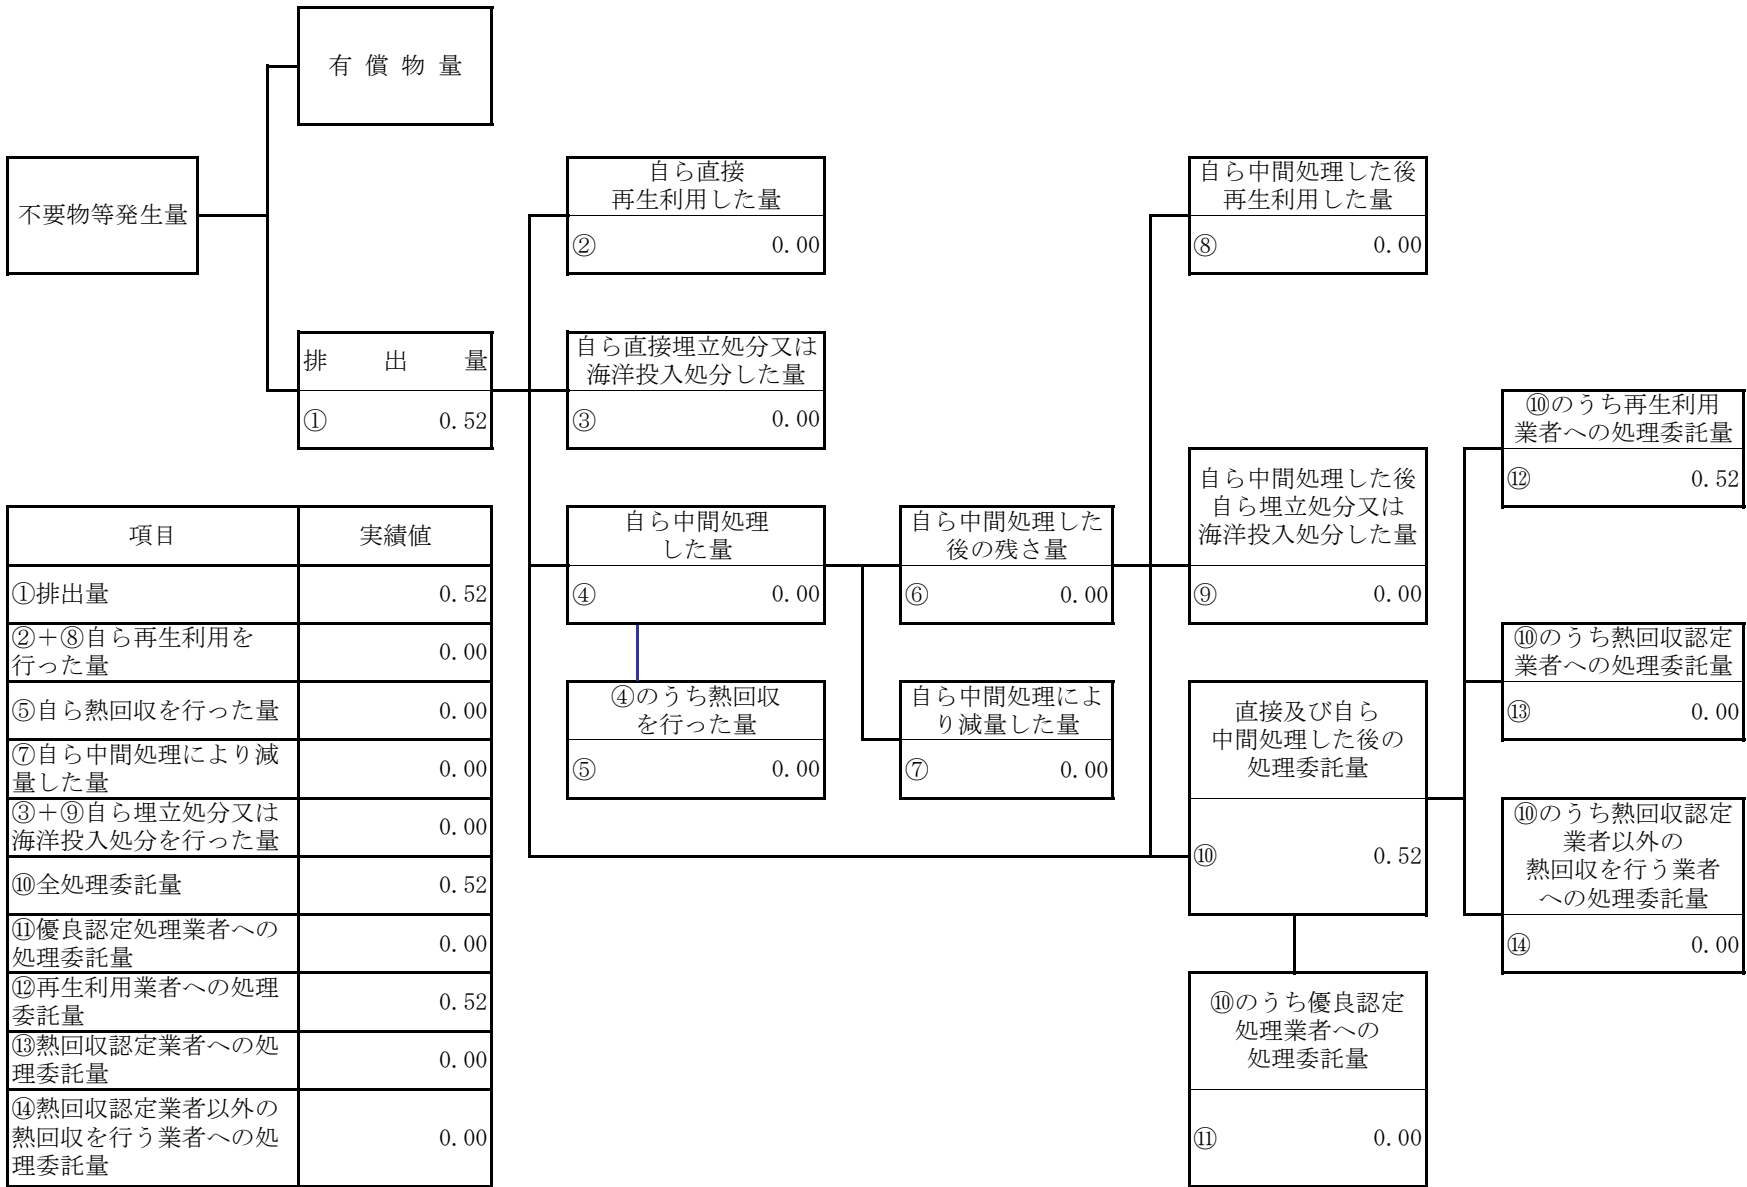 有償物量
不要物等発生量
排出量
① 0.52
自ら直接
再生利用した量
② 0.00
自ら直接埋立処分又は
海洋投入処分した量
③ 0.00
自ら中間処理
した量
④ 0.00
④のうち熱回収
を行った量
⑤ 0.00
自ら中間処理した
後の残さ量
⑥ 0.00
自ら中間処理によ
り減量した量
⑦ 0.00
自ら中間処理した後
再生利用した量
⑧ 0.00
自ら中間処理した後
自ら埋立処分又は
海洋投入処分した量
⑨ 0.00
直接及び自ら
中間処理した後の
処理委託量
⑩ 0.52
⑩のうち優良認定
処理業者への
処理委託量
⑪ 0.00
⑩のうち再生利用
業者への処理委託量
⑫ 0.52
⑩のうち熱回収認定
業者への処理委託量
⑬ 0.00
⑩のうち熱回収認定
業者以外の
熱回収を行う業者
への処理委託量
⑭ 0.00
項目 実績値
①排出量 0.52
②＋⑧自ら再生利用を
行った量 0.00
⑤自ら熱回収を行った量 0.00
⑦自ら中間処理により減
量した量 0.00
③＋⑨自ら埋立処分又は
海洋投入処分を行った量 0.00
⑩全処理委託量 0.52
⑪優良認定処理業者への
処理委託量 0.00
⑫再生利用業者への処理
委託量 0.52
⑬熱回収認定業者への処
理委託量 0.00
⑭熱回収認定業者以外の
熱回収を行う業者への処
理委託量 0.00